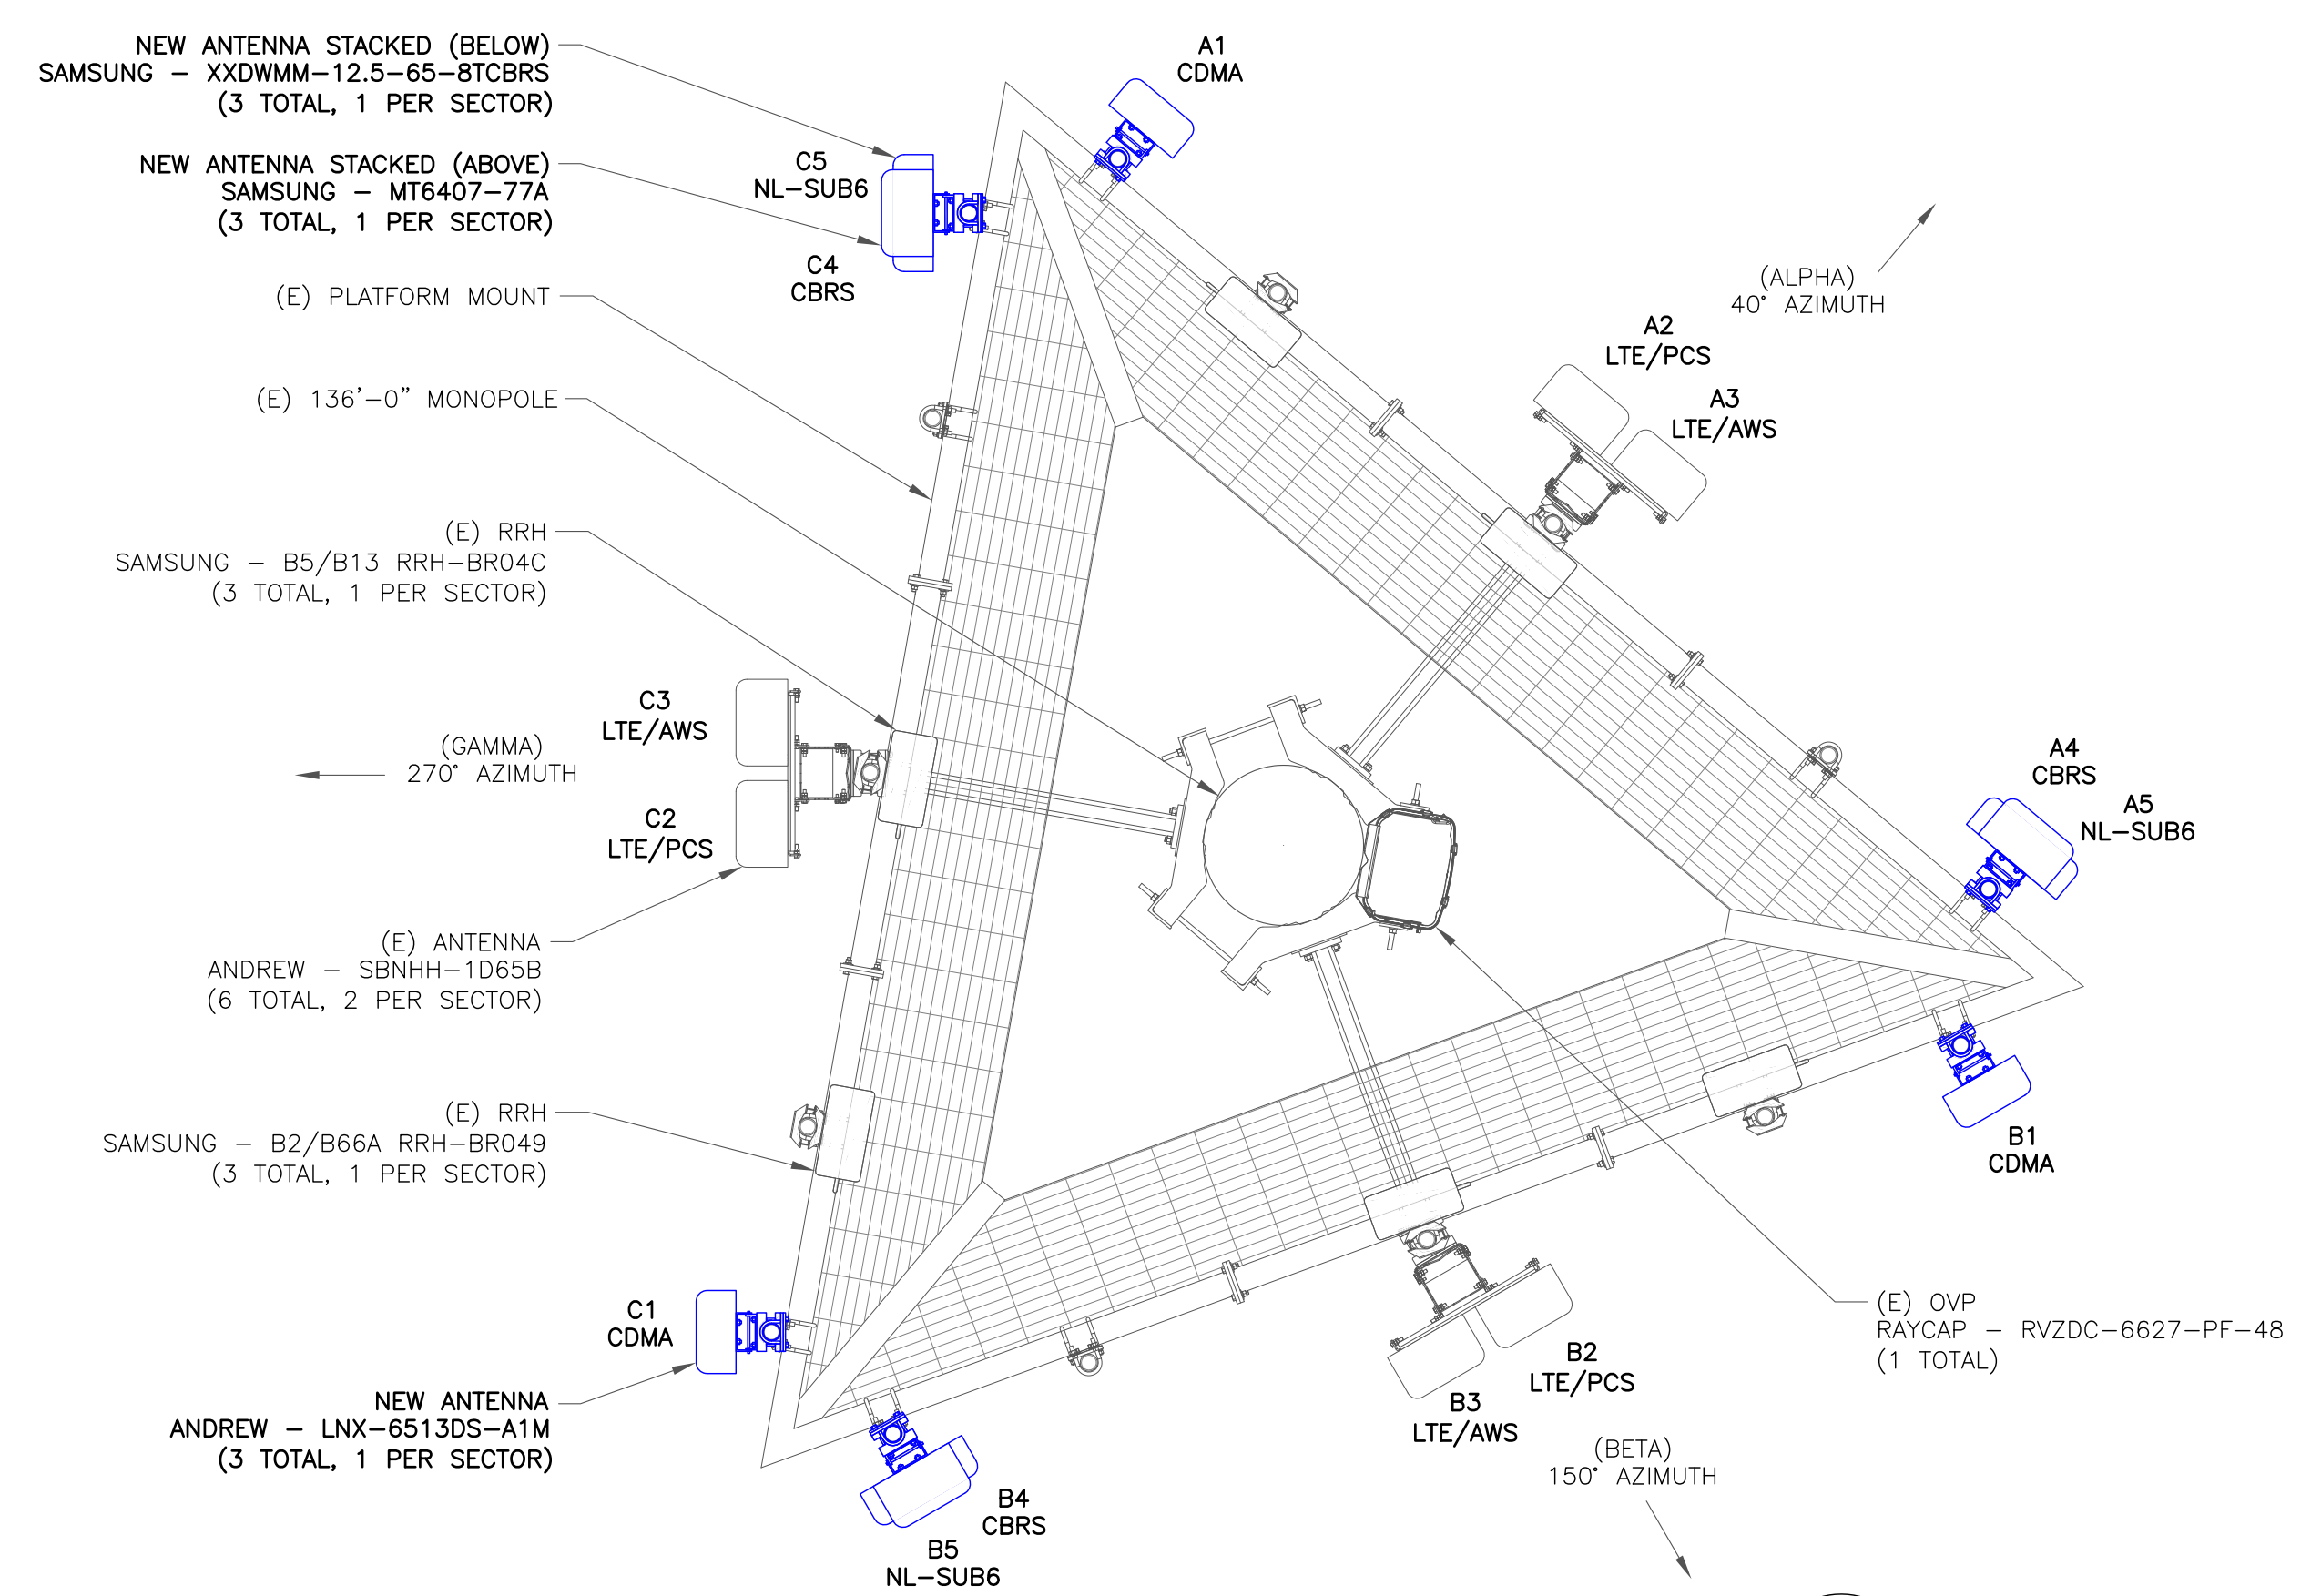 NEW ANTENNA STACKED (BELOW)
SAMSUNG - XXDWMM-12.5-65-8TCBRS
(3 TOTAL, 1 PER SECTOR)
NEW ANTENNA STACKED (ABOVE)
SAMSUNG - MT6407-77A
(3 TOTAL, 1 PER SECTOR)
(E) PLATFORM MOUNT
(E) 136'-0" MONOPOLE
(E) RRH
SAMSUNG - B5/B13 RRH-BR04C
(3 TOTAL, 1 PER SECTOR)
(GAMMA)
270° AZIMUTH
(E) ANTENNA
ANDREW - SBNHH-1D65B
(6 TOTAL, 2 PER SECTOR)
(E) RRH
SAMSUNG - B2/B66A RRH-BR049
(3 TOTAL, 1 PER SECTOR)
NEW ANTENNA
ANDREW - LNX-6513DS-A1M
(3 TOTAL, 1 PER SECTOR)
C5
NL-SUB6
C4
CBRS
C3
LTE/AWS
C2
LTE/PCS
C1
CDMA
A1
CDMA
(ALPHA)
40° AZIMUTH
A2
LTE/PCS
A3
LTE/AWS
A4
CBRS
A5
NL-SUB6
B1
CDMA
(E) OVP
RAYCAP - RVZDC-6627-PF-48
(1 TOTAL)
B2
LTE/PCS
B3
LTE/AWS
(BETA)
150° AZIMUTH
B4
CBRS
B5
NL-SUB6